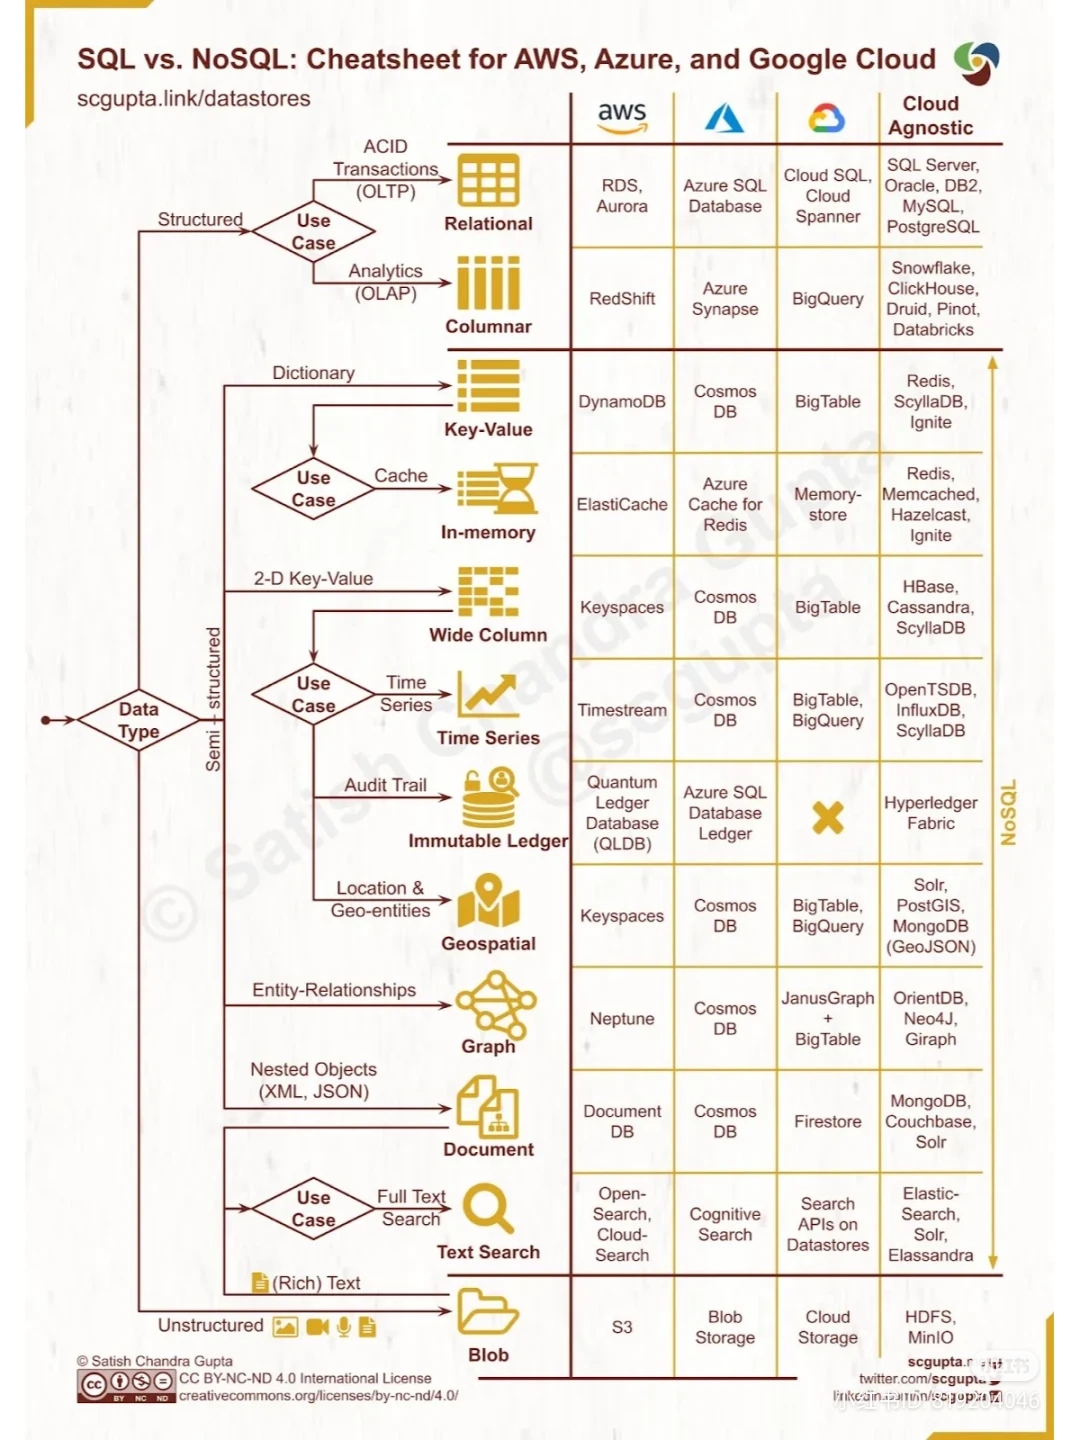 SQL vs. NoSQL: Cheatsheet for AWS, Azure, and Google Cloud
scgupta.link/datastores
aws
Cloud
Agnostic
ACID
Transactions
(OLTP)
Structured
Use
Case
Relational
RDS,
Aurora
Azure SQL
Database
Cloud SQL,
Cloud
Spanner
SQL Server,
Oracle, DB2,
MySQL,
PostgreSQL
Analytics
(OLAP)
Columnar
RedShift
Azure
Synapse
BigQuery
Snowflake,
ClickHouse,
Druid, Pinot,
Databricks
Dictionary
Key-Value
DynamoDB
Cosmos
DB
BigTable
Redis,
ScyllaDB,
Ignite
Use
Case
Cache
In-memory
ElastiCache
Azure
Cache for
Redis
Memory-
store
Redis,
Memcached,
Hazelcast,
Ignite
2-D Key-Value
Wide Column
Keyspaces
Cosmos
DB
BigTable
HBase,
Cassandra,
ScyllaDB
Data
Type
Semi - structured
Use
Case
Time
Series
Time Series
Timestream
Cosmos
DB
BigTable,
BigQuery
OpenTSDB,
InfluxDB,
ScyllaDB
Audit Trail
Immutable Ledger
Quantum
Ledger
Database
(QLDB)
Azure SQL
Database
Ledger
Hyperledger
Fabric
NoSQL
Location &
Geo-entities
Geospatial
Keyspaces
Cosmos
DB
BigTable,
BigQuery
Solr,
PostGIS,
MongoDB
(GeoJSON)
Entity-Relationships
Graph
Neptune
Cosmos
DB
JanusGraph
+
BigTable
OrientDB,
Neo4J,
Giraph
Nested Objects
(XML, JSON)
Document
Document
DB
Cosmos
DB
Firestore
MongoDB,
Couchbase,
Solr
Use
Case
Full Text
Search
Text Search
Open-
Search,
Cloud-
Search
Cognitive
Search
Search
APIs on
Datastores
Elastic-
Search,
Solr,
Elassandra
(Rich) Text
Unstructured
Blob
S3
Blob
Storage
Cloud
Storage
HDFS,
MinIO
© Satish Chandra Gupta
@scgupta
© Satish Chandra Gupta
CC BY-NC-ND 4.0 International License
creativecommons.org/licenses/by-nc-nd/4.0/
cc
BY NC ND
twitter.com/scgupta
linkedin.com/in/scgupta
小红书